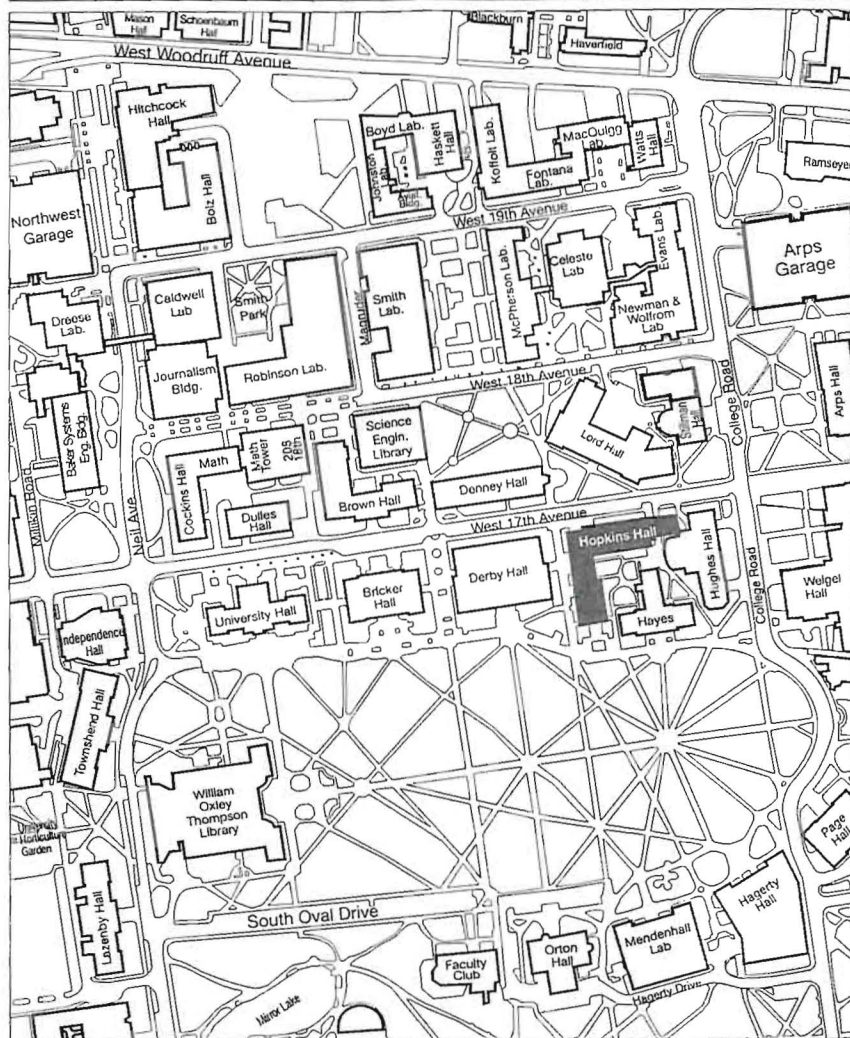 Mason
Hall
Schoenbaum
Hall
Blackburn
Haverfield
West Woodruff Avenue
Hitchcock
Hall
Boyd Lab.
Haskett
Hall
Johnston
Lab.
Aviat.
Bldg.
Koffolt Lab.
MacQuigg
Lab.
Watts
Hall
Fontana
Lab.
Ramseyer
Northwest
Garage
Bolz Hall
West 19th Avenue
Arps
Garage
Dreese
Lab.
Caldwell
Lab
Smith
Park
Magruder
Smith
Lab.
McPherson Lab.
Celeste
Lab
Evans Lab.
Newman &
Wolfrom Lab
Journalism
Bldg.
Robinson Lab.
West 18th Avenue
Baker Systems
Eng. Bldg.
Science
Engin.
Library
Lord Hall
Stillman
Hall
College Road
Arps Hall
Cockins Hall
Math
Math
Tower
209
18th
Brown Hall
Denney Hall
Dulles
Hall
Millikin Road
Neil Ave
West 17th Avenue
Hopkins Hall
Hughes Hall
Derby Hall
Bricker
Hall
University Hall
Hayes
College Road
Weigel
Hall
Independence
Hall
Townshend Hall
William
Oxley
Thompson
Library
University
Horticulture
Garden
Lazenby Hall
South Oval Drive
Page
Hall
Hagerty
Hall
Mendenhall
Lab
Orton
Hall
Faculty
Club
Hagerty Drive
Mirror Lake